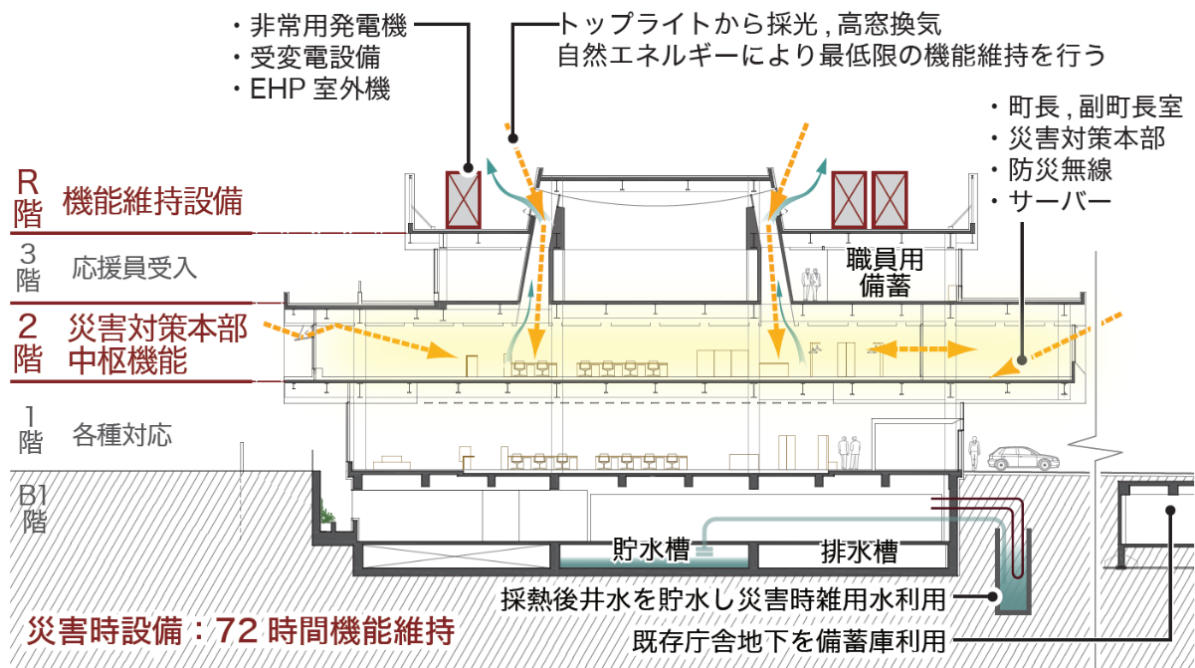 ・非常用発電機
・受変電設備
・EHP 室外機
トップライトから採光 , 高窓換気
自然エネルギーにより最低限の機能維持を行う
・町長 , 副町長室
・災害対策本部
・防災無線
・サーバー
R
階
機能維持設備
3
階
応援員受入
職員用
備蓄
2
階
災害対策本部
中枢機能
1
階
各種対応
B1
階
貯水槽
排水槽
採熱後井水を貯水し災害時雑用水利用
既存庁舎地下を備蓄庫利用
災害時設備：72 時間機能維持